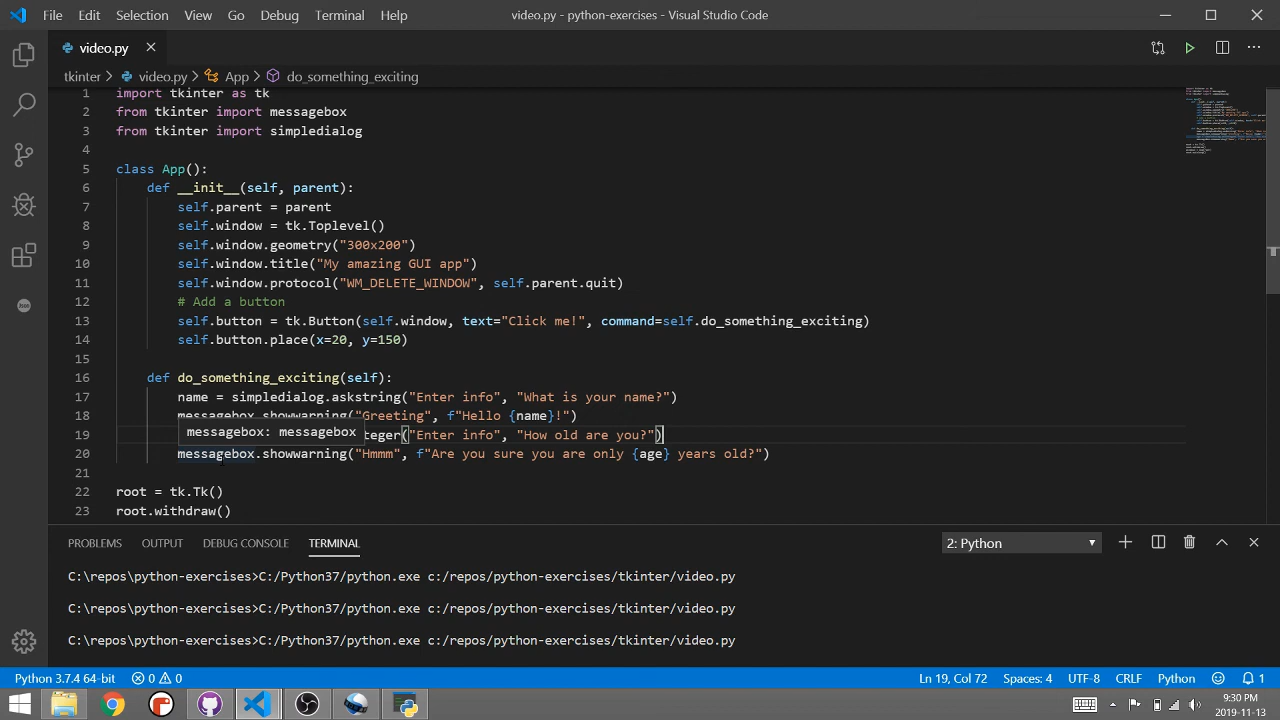 File Edit Selection View Go Debug Terminal Help video.py - python-exercises - Visual Studio Code
video.py
tkinter > video.py > App > do_something_exciting
1 import tkinter as tk
2 from tkinter import messagebox
3 from tkinter import simpledialog
4
5 class App():
6 def __init__(self, parent):
7 self.parent = parent
8 self.window = tk.Toplevel()
9 self.window.geometry("300x200")
10 self.window.title("My amazing GUI app")
11 self.window.protocol("WM_DELETE_WINDOW", self.parent.quit)
12 # Add a button
13 self.button = tk.Button(self.window, text="Click me!", command=self.do_something_exciting)
14 self.button.place(x=20, y=150)
15
16 def do_something_exciting(self):
17 name = simpledialog.askstring("Enter info", "What is your name?")
18 messagebox.showwarning("Greeting", f"Hello {name}!")
messagebox: messagebox
19 teger("Enter info", "How old are you?")
20 messagebox.showwarning("Hmmm", f"Are you sure you are only {age} years old?")
21
22 root = tk.Tk()
23 root.withdraw()
PROBLEMS OUTPUT DEBUG CONSOLE TERMINAL 2: Python
C:\repos\python-exercises>C:/Python37/python.exe c:/repos/python-exercises/tkinter/video.py
C:\repos\python-exercises>C:/Python37/python.exe c:/repos/python-exercises/tkinter/video.py
C:\repos\python-exercises>C:/Python37/python.exe c:/repos/python-exercises/tkinter/video.py
Python 3.7.4 64-bit 0 0 Ln 19, Col 72 Spaces: 4 UTF-8 CRLF Python 1
9:30 PM
2019-11-13